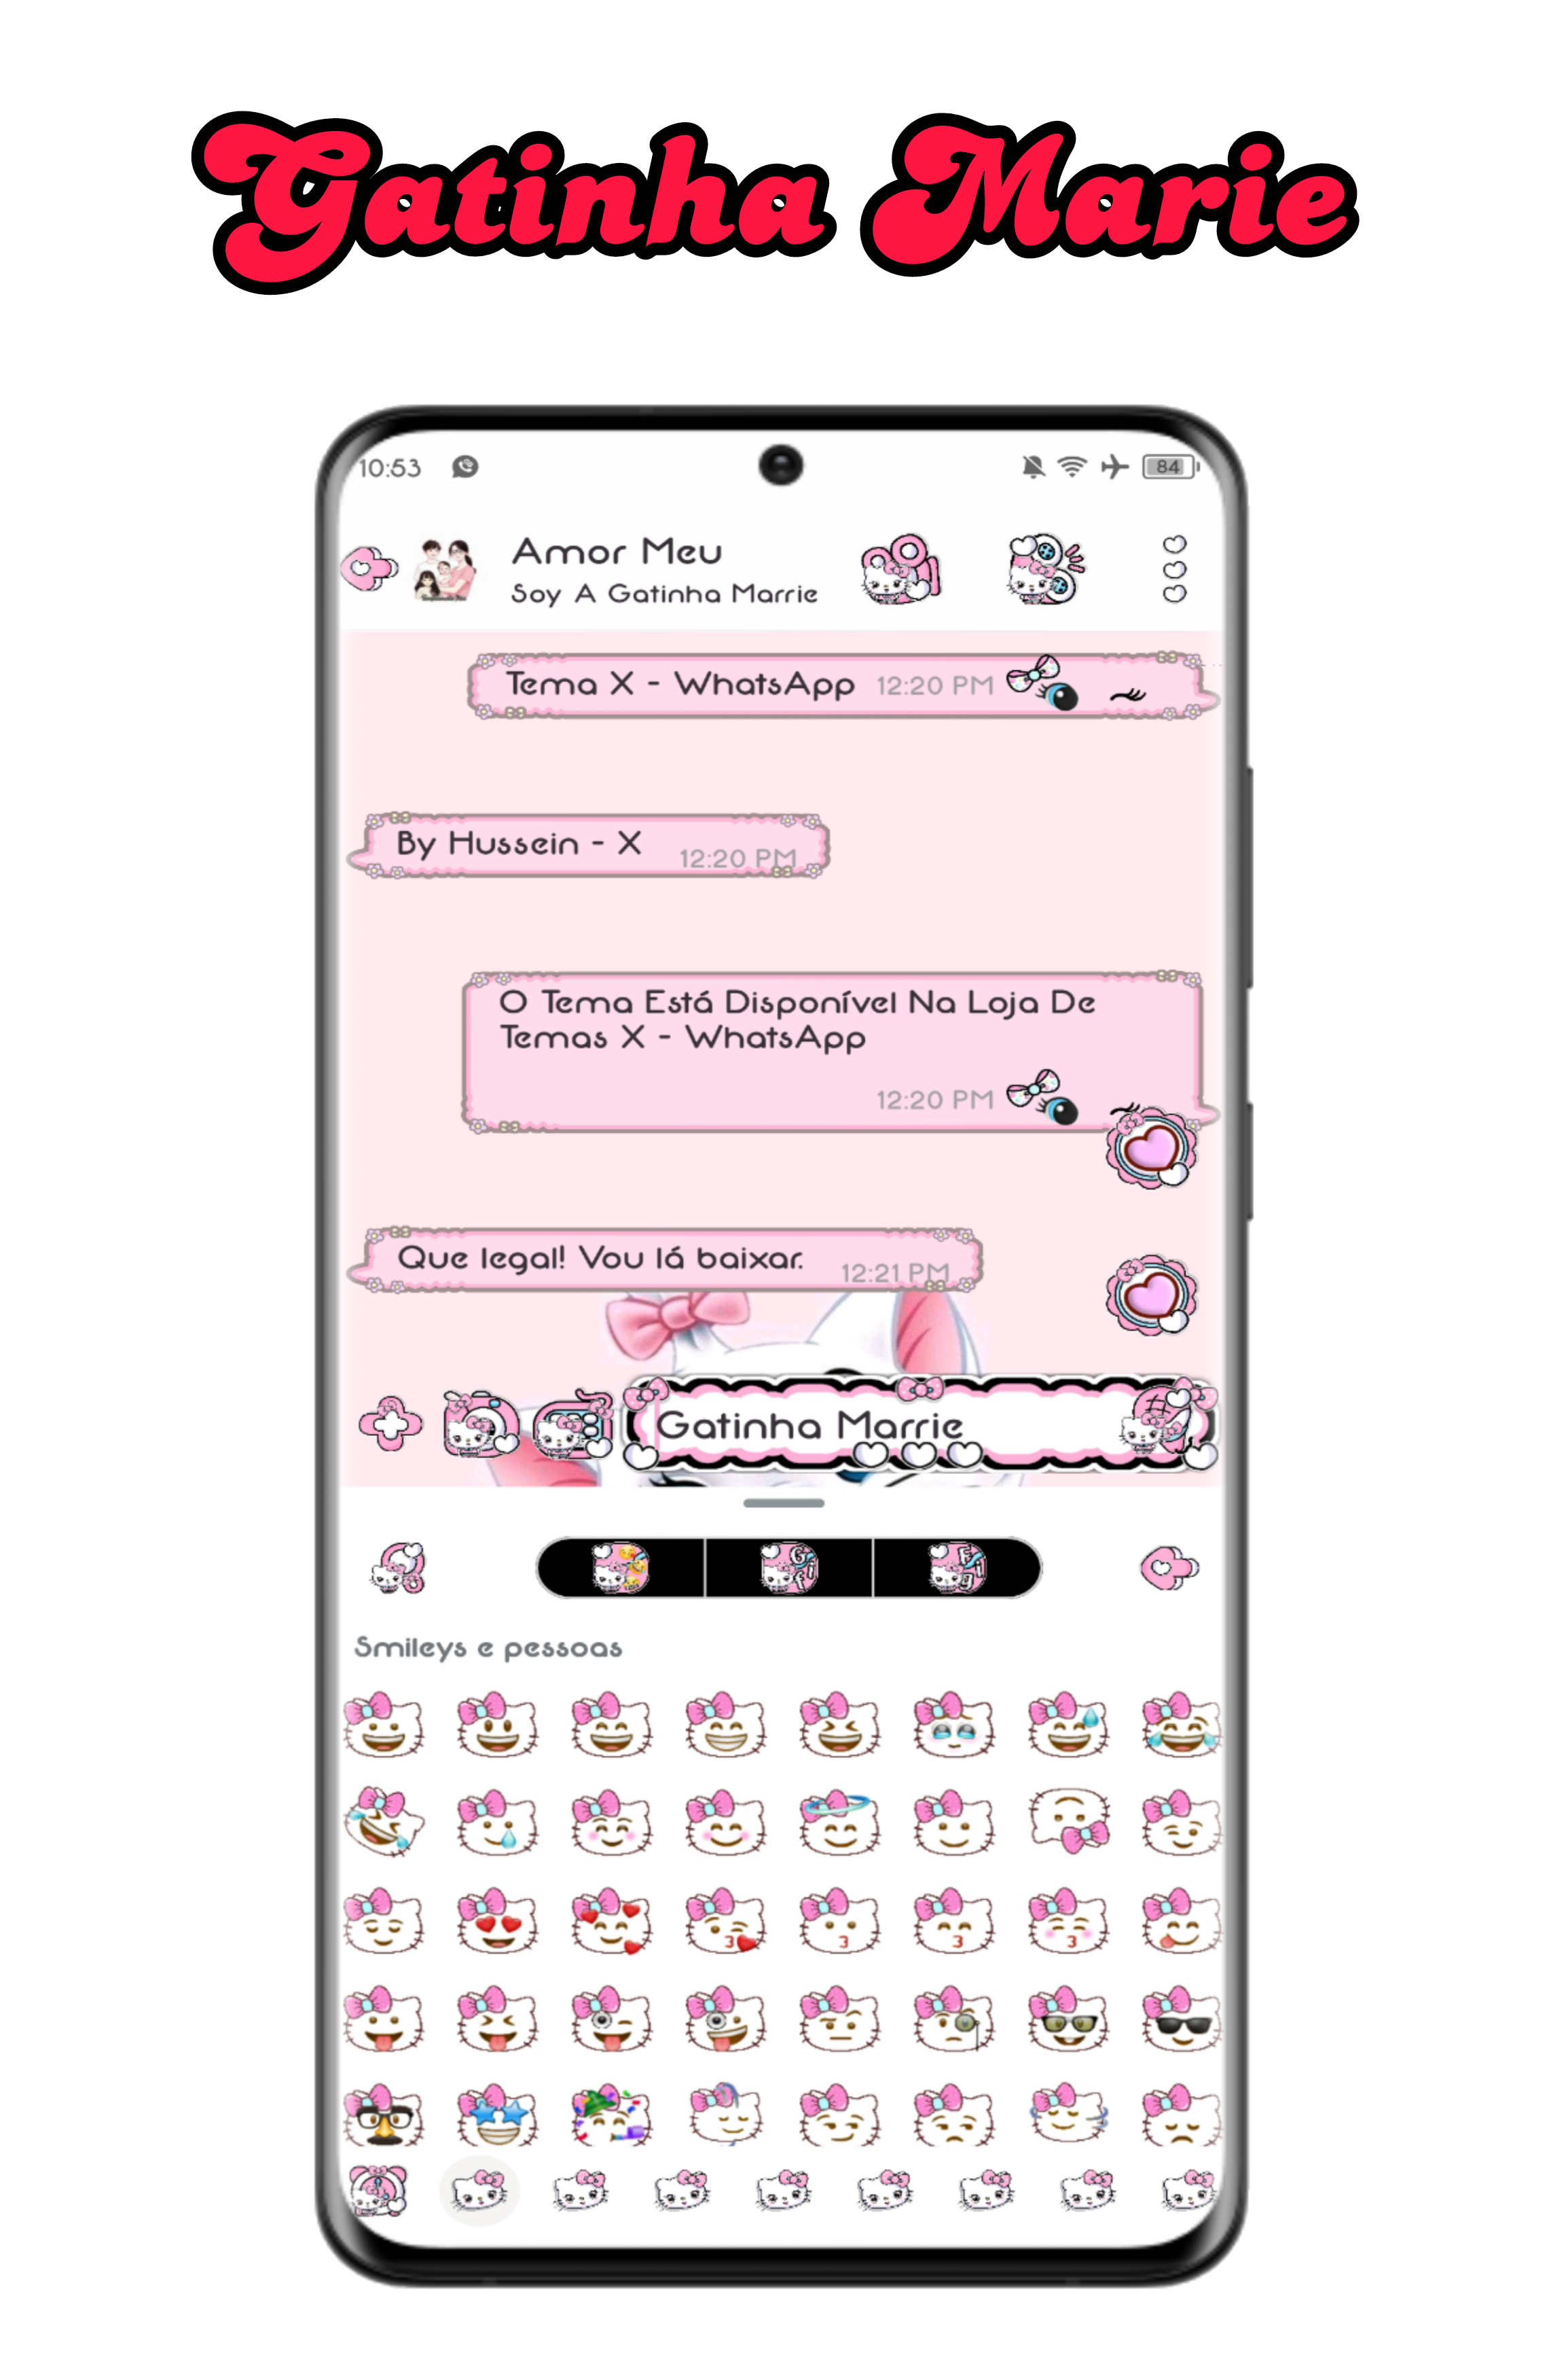 Gatinha Marie
10:53
84
Amor Meu
Soy A Gatinha Marrie
Tema X - WhatsApp 12:20 PM
By Hussein - X 12:20 PM
O Tema Está Disponível Na Loja De
Temas X - WhatsApp
12:20 PM
Que legal! Vou lá baixar. 12:21 PM
Gatinha Marrie
Smileys e pessoas